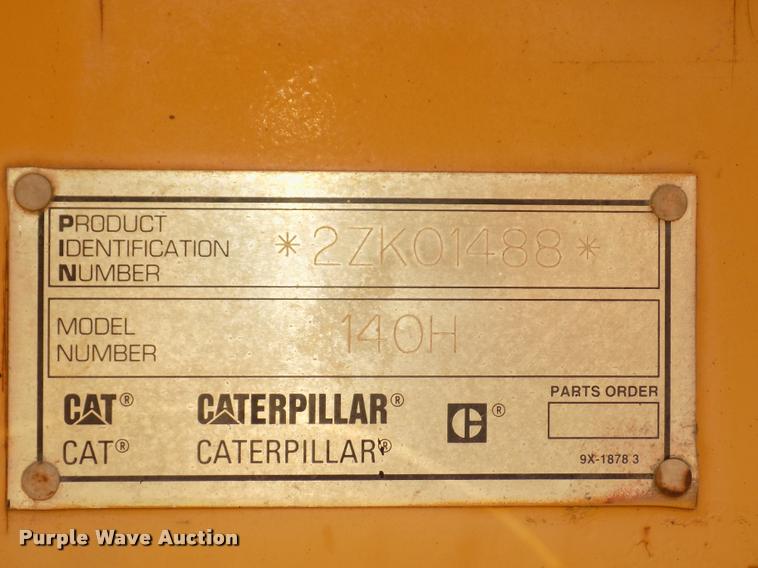 PRODUCT
IDENTIFICATION
NUMBER
*2ZK01488*
MODEL
NUMBER
140H
CAT®
CATERPILLAR®
C®
PARTS ORDER
CAT®
CATERPILLAR®
9X-1878 3
Purple Wave Auction